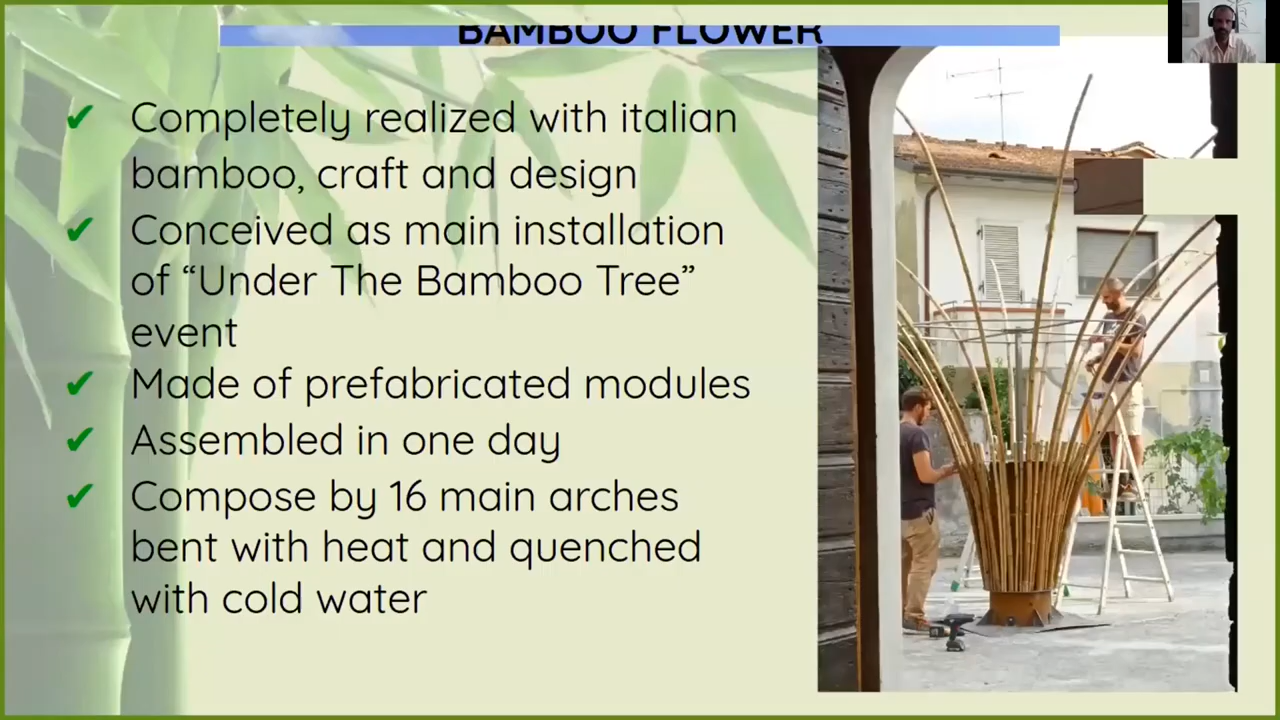 BAMBOO FLOWER
✔ Completely realized with italian
bamboo, craft and design
✔ Conceived as main installation
of “Under The Bamboo Tree”
event
✔ Made of prefabricated modules
✔ Assembled in one day
✔ Compose by 16 main arches
bent with heat and quenched
with cold water